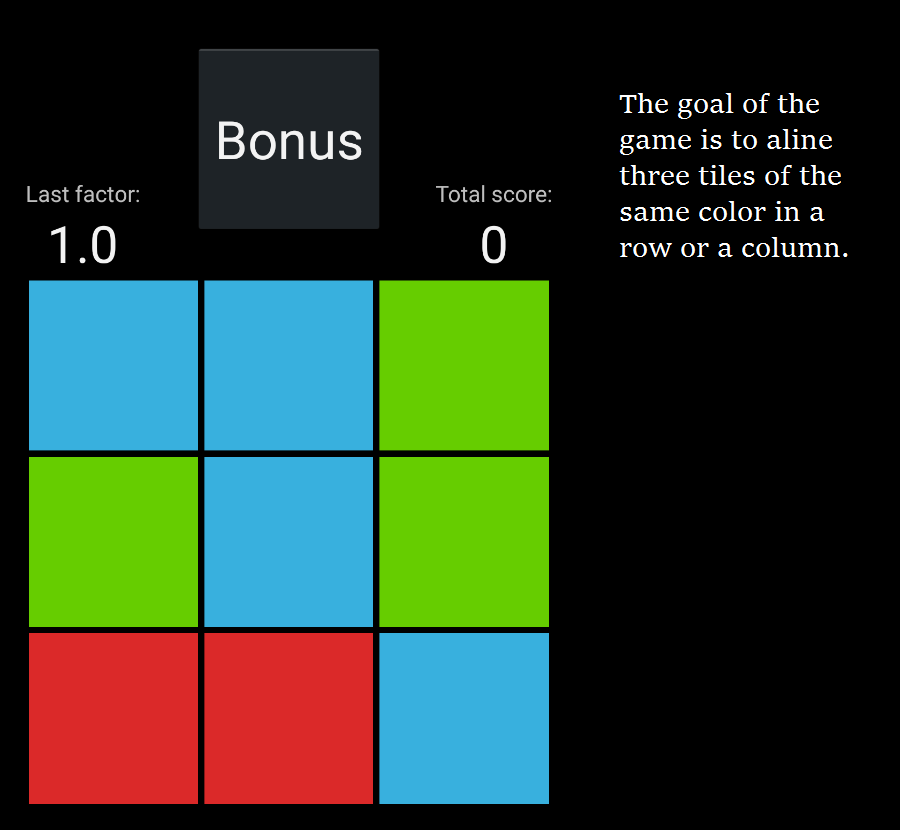 Bonus
Last factor:
1.0
Total score:
0
The goal of the
game is to aline
three tiles of the
same color in a
row or a column.